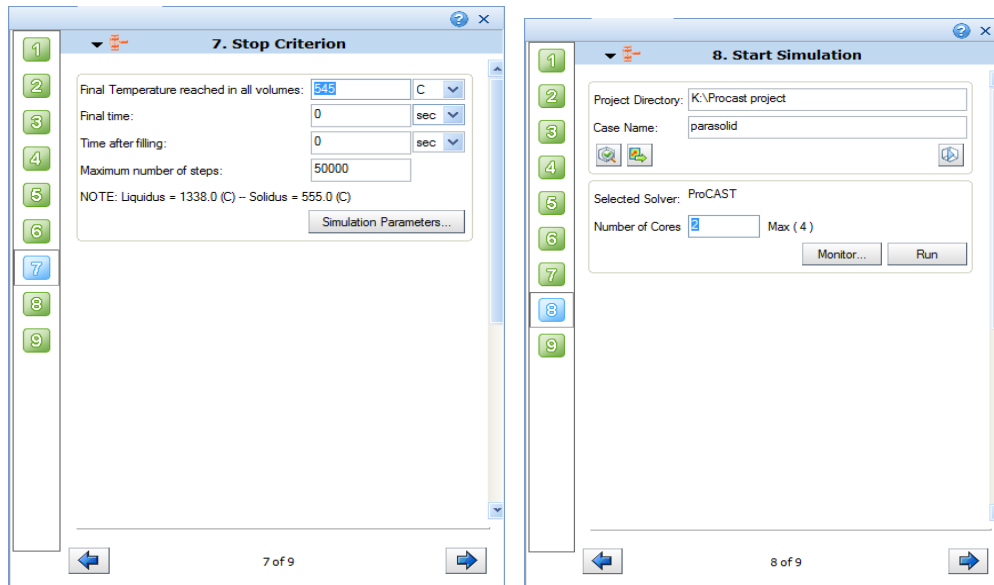 7. Stop Criterion
1
2
3
4
5
6
7
8
9
Final Temperature reached in all volumes: 545 C
Final time: 0 sec
Time after filling: 0 sec
Maximum number of steps: 50000
NOTE: Liquidus = 1338.0 (C) -- Solidus = 555.0 (C)
Simulation Parameters...
7 of 9
8. Start Simulation
1
2
3
4
5
6
7
8
9
Project Directory: K:\Procast project
Case Name: parasolid
Selected Solver: ProCAST
Number of Cores 2 Max ( 4 )
Monitor... Run
8 of 9